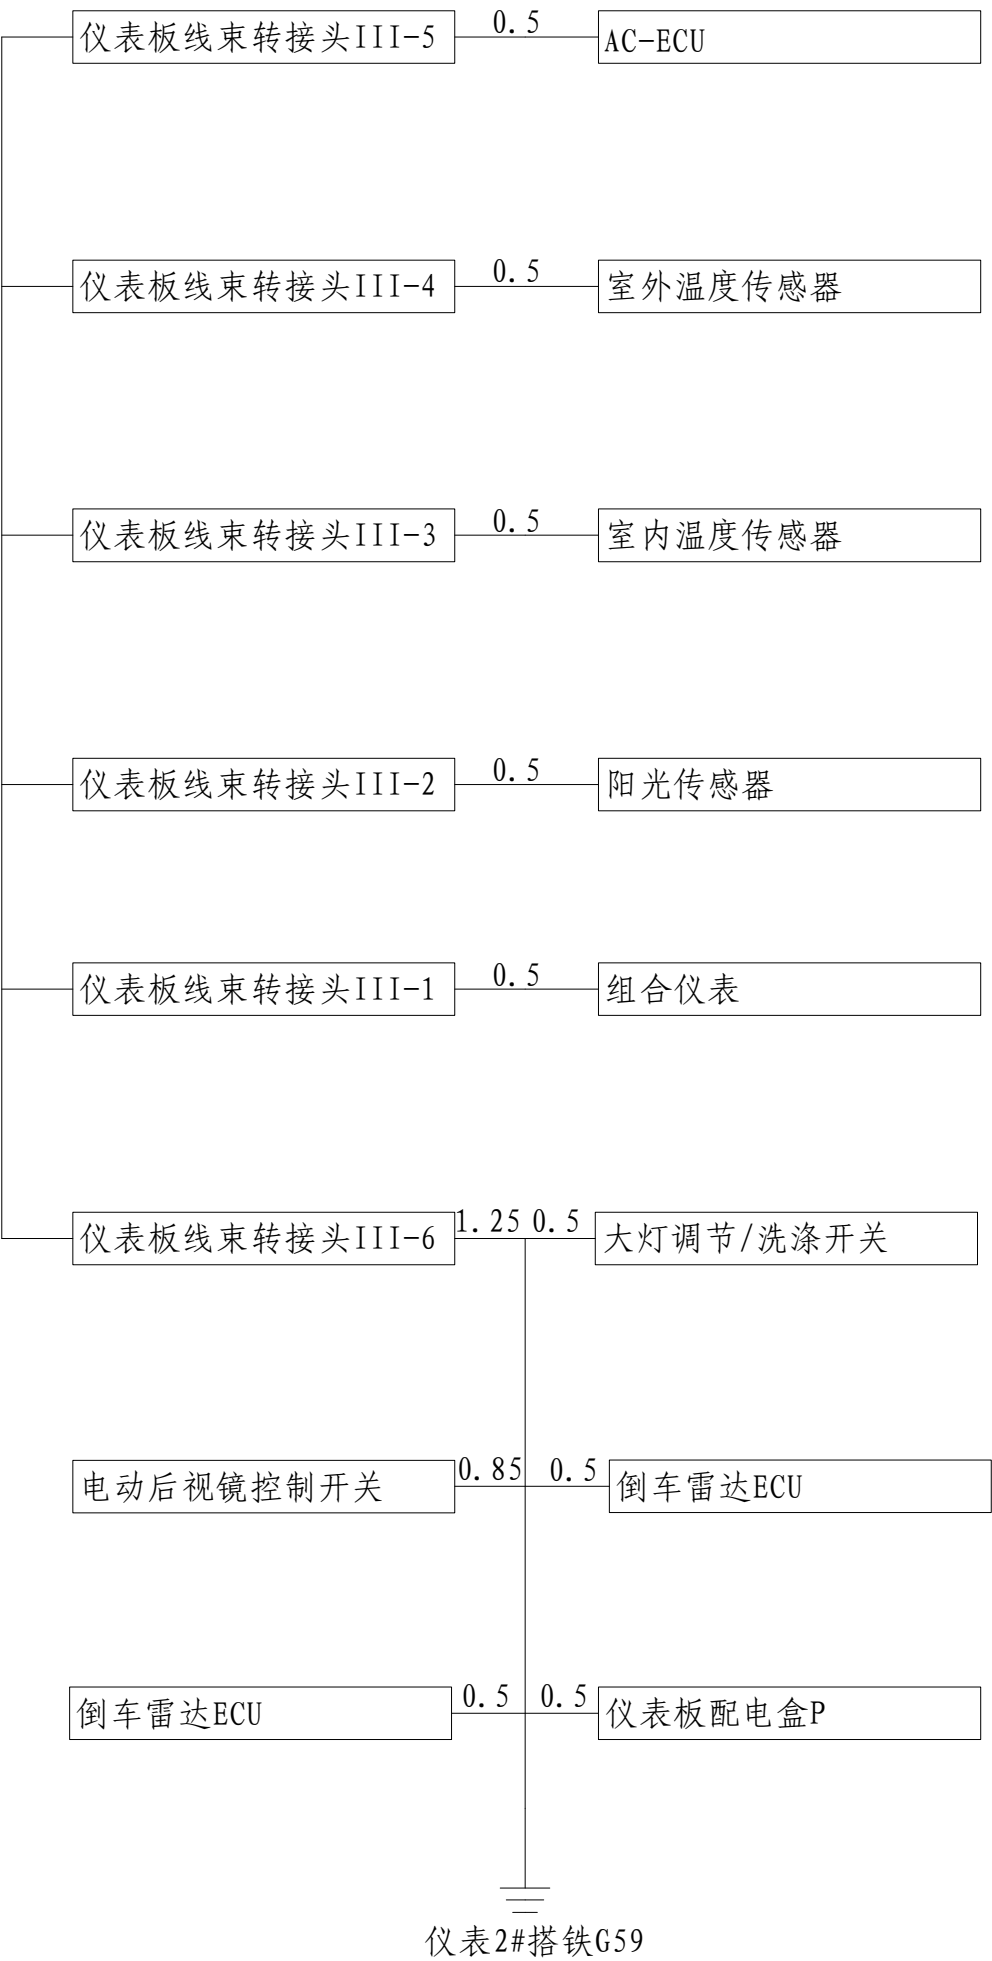 仪表板线束转接头III-5 0.5 AC-ECU
仪表板线束转接头III-4 0.5 室外温度传感器
仪表板线束转接头III-3 0.5 室内温度传感器
仪表板线束转接头III-2 0.5 阳光传感器
仪表板线束转接头III-1 0.5 组合仪表
仪表板线束转接头III-6 1.25 0.5 大灯调节/洗涤开关
电动后视镜控制开关 0.85 0.5 倒车雷达ECU
倒车雷达ECU 0.5 0.5 仪表板配电盒P
仪表2#搭铁G59